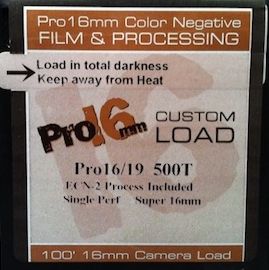 Pro16mm Color Negative
FILM & PROCESSING
Load in total darkness
Keep away from Heat
Pro16mm
CUSTOM
LOAD
Pro16/19 500T
ECN-2 Process Included
Single Perf Super 16mm
100' 16mm Camera Load